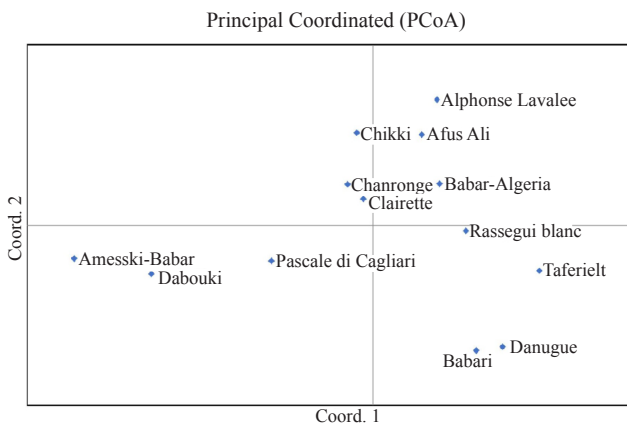 Principal Coordinated (PCoA)
Alphonse Lavalee
Chikki
Afus Ali
Chanronge
Babar-Algeria
Clairette
Coord. 2
Rassegui blanc
Amesski-Babar
Pascale di Cagliari
Dabouki
Taferielt
Danugue
Babari
Coord. 1